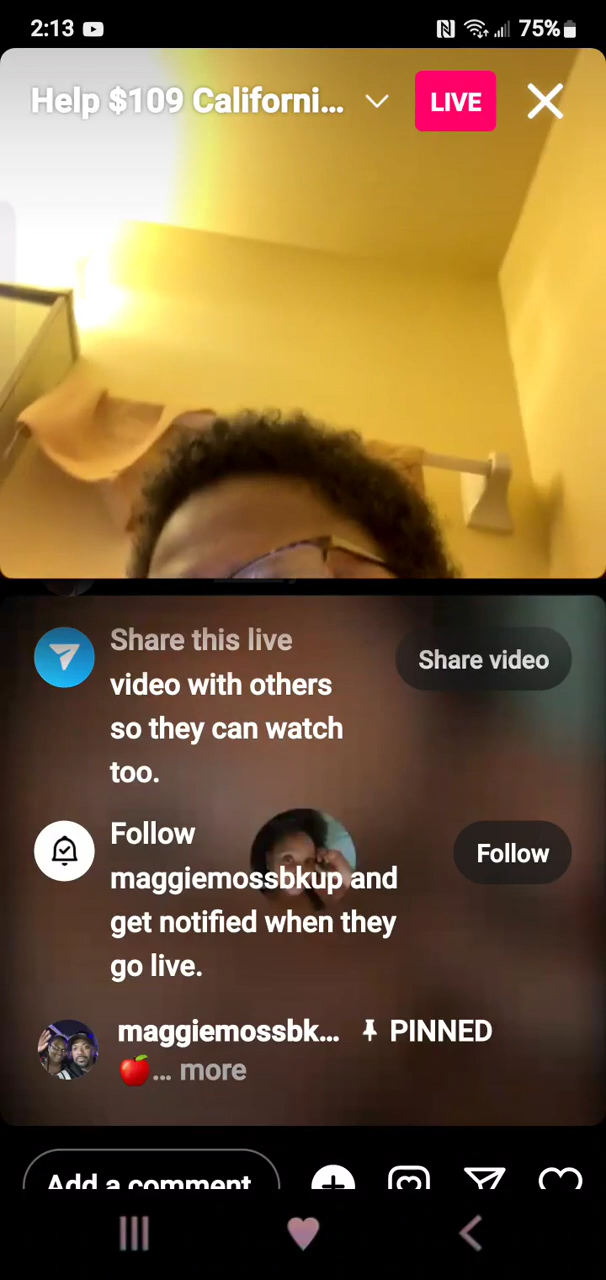 2:13 75%
Help $109 Californi... LIVE
Share this live
video with others
so they can watch
too.
Share video
Follow
maggiemossbkup and
get notified when they
go live.
Follow
maggiemossbk... PINNED
🍎... more
Add a comment